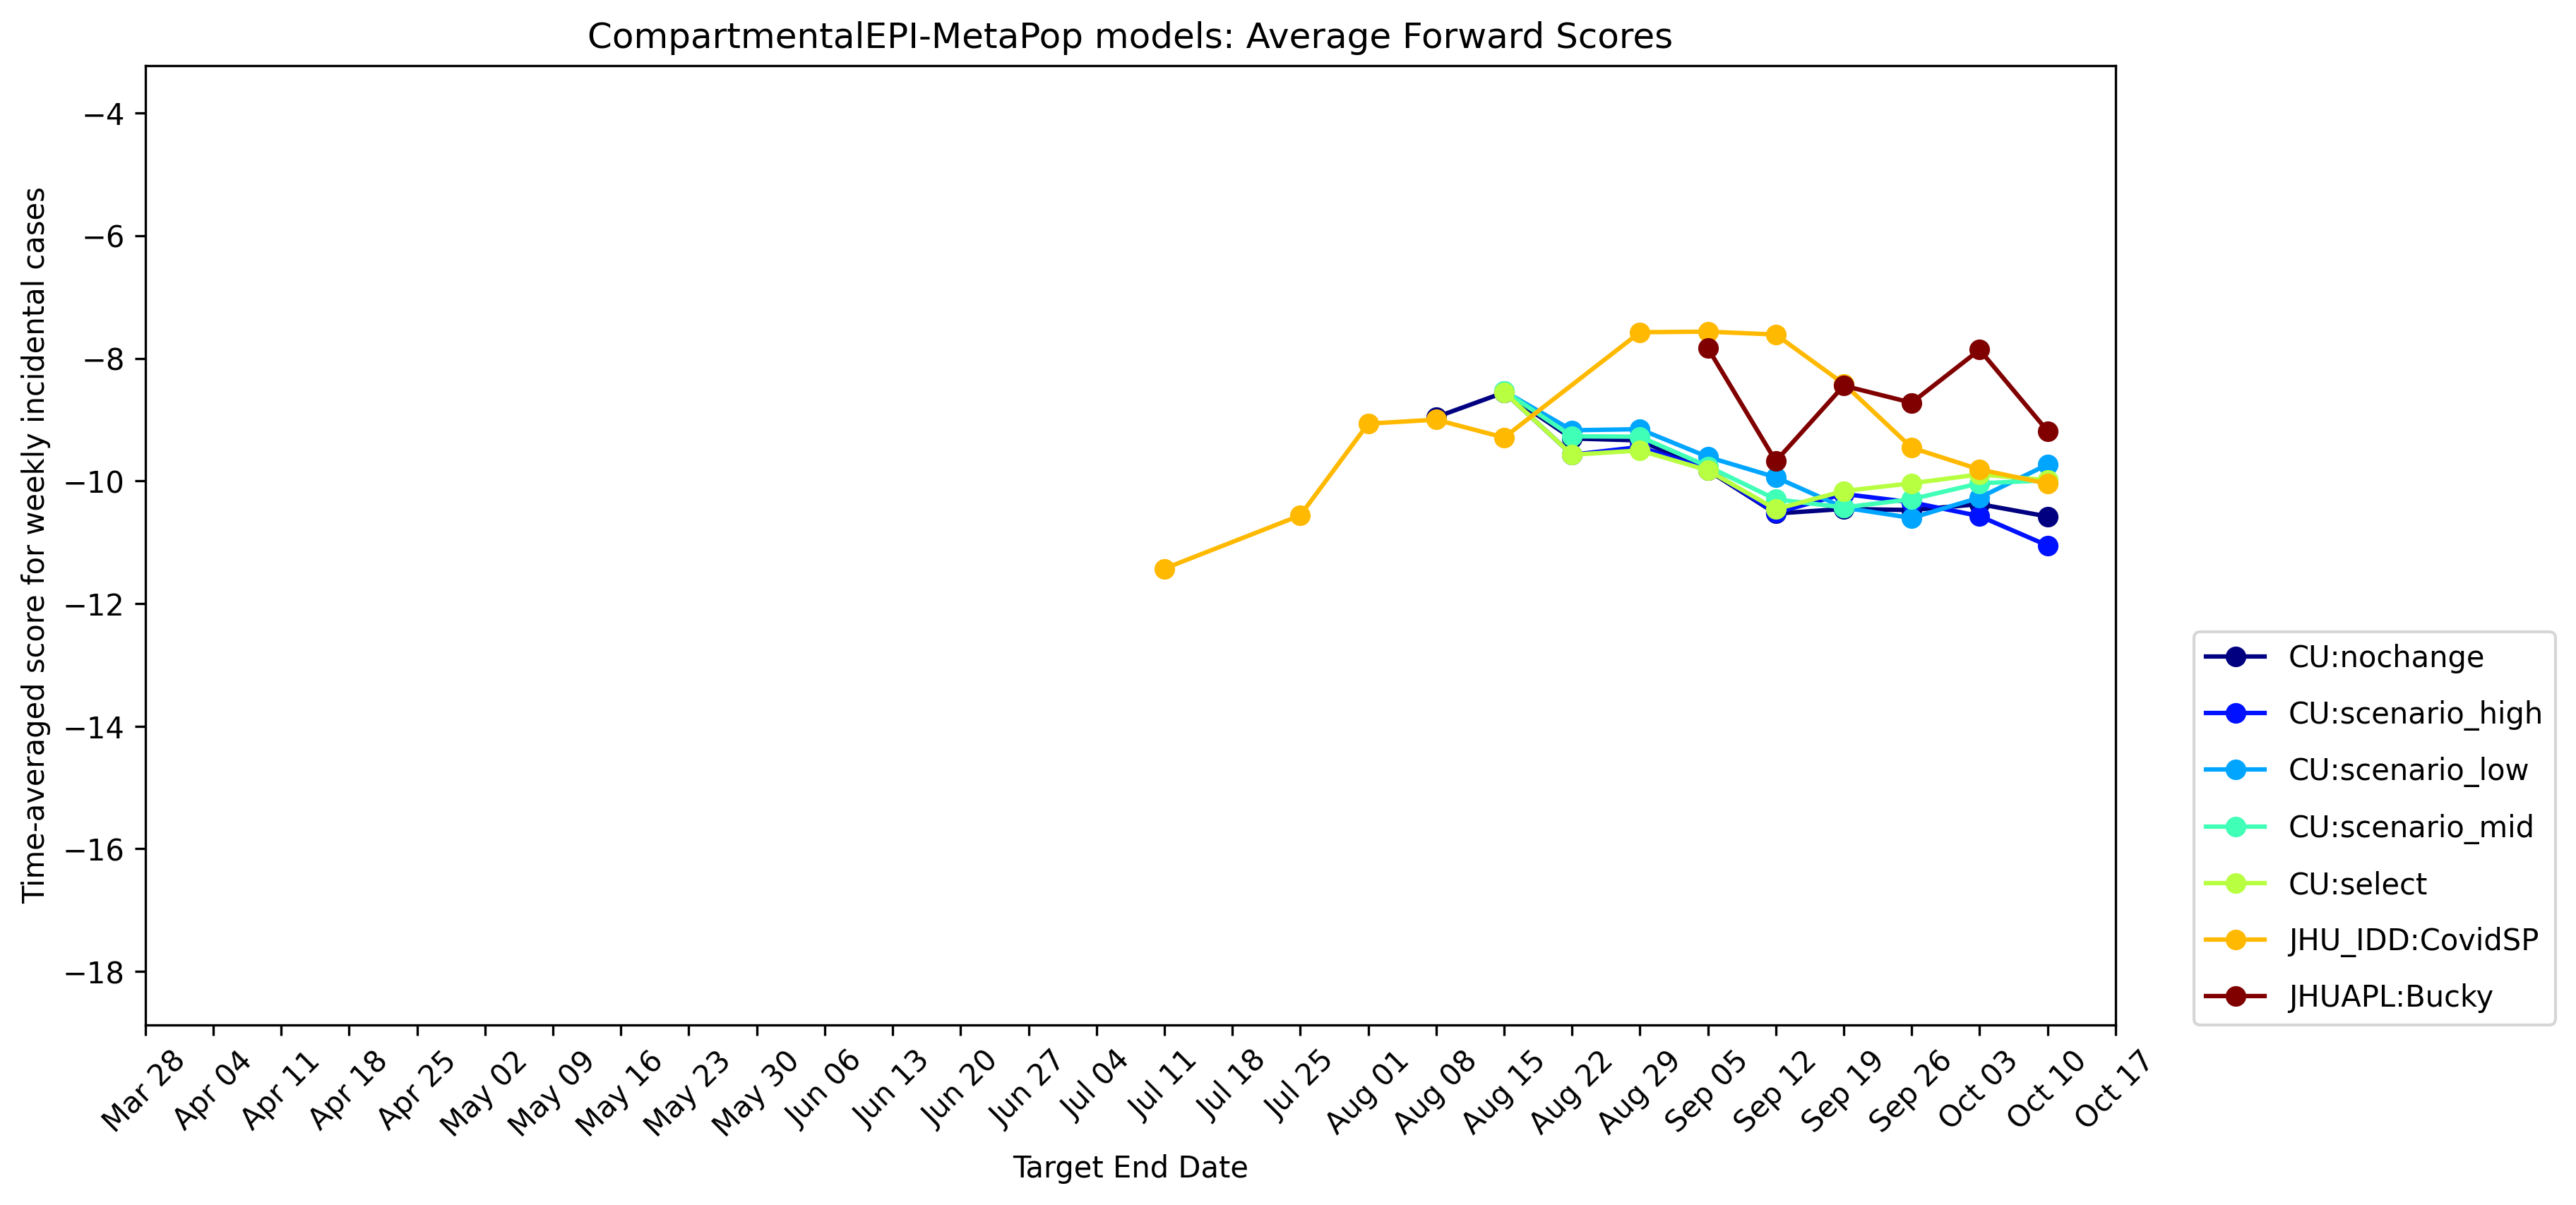 CompartmentalEPI-MetaPop models: Average Forward Scores
Time-averaged score for weekly incidental cases
−4
−6
−8
−10
−12
−14
−16
−18
Mar 28
Apr 04
Apr 11
Apr 18
Apr 25
May 02
May 09
May 16
May 23
May 30
Jun 06
Jun 13
Jun 20
Jun 27
Jul 04
Jul 11
Jul 18
Jul 25
Aug 01
Aug 08
Aug 15
Aug 22
Aug 29
Sep 05
Sep 12
Sep 19
Sep 26
Oct 03
Oct 10
Oct 17
Target End Date
CU:nochange
CU:scenario_high
CU:scenario_low
CU:scenario_mid
CU:select
JHU_IDD:CovidSP
JHUAPL:Bucky